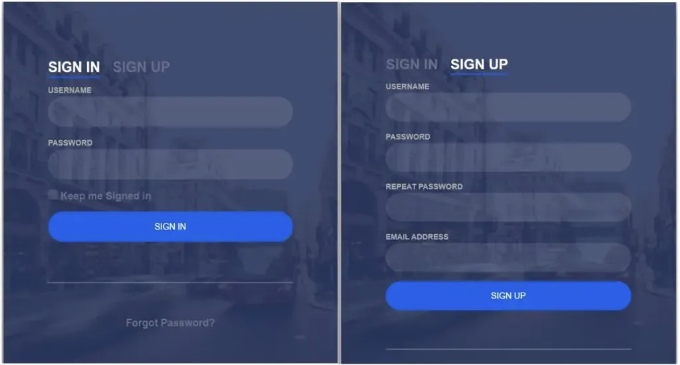 SIGN IN SIGN UP
USERNAME
PASSWORD
Keep me Signed in
SIGN IN
Forgot Password?
SIGN IN SIGN UP
USERNAME
PASSWORD
REPEAT PASSWORD
EMAIL ADDRESS
SIGN UP